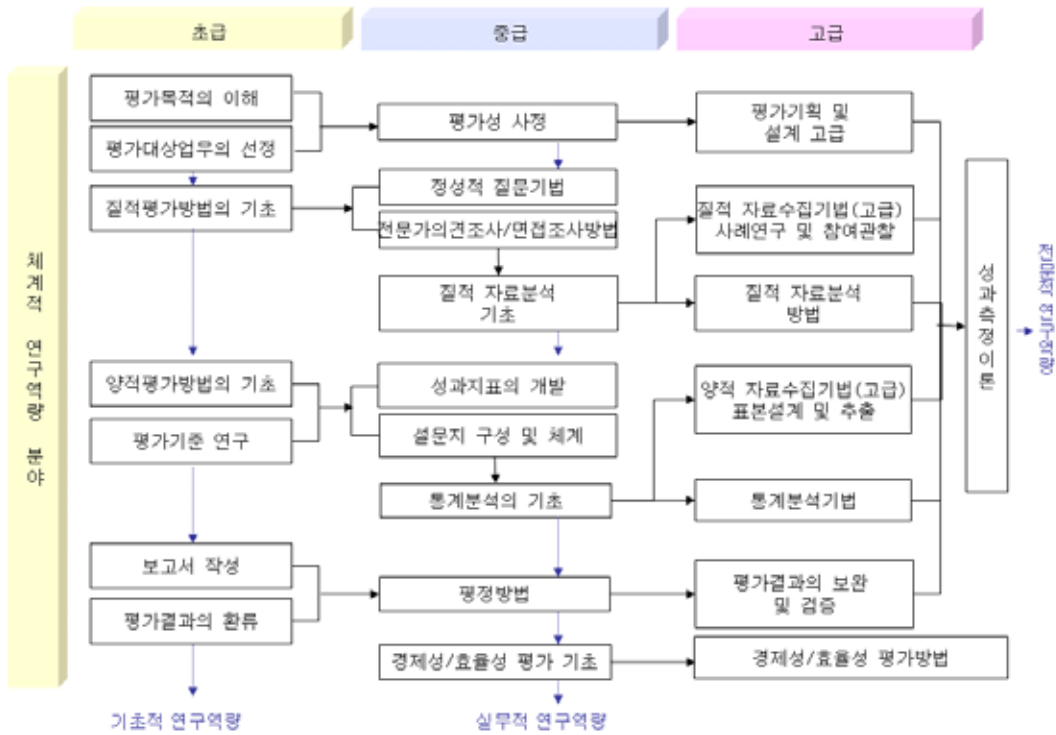 초급
중급
고급
체계적 연구역량 분야
평가목적의 이해
평가대상업무의 선정
질적평가방법의 기초
양적평가방법의 기초
평가기준 연구
보고서 작성
평가결과의 환류
기초적 연구역량
평가성 사정
정성적 질문기법
전문가의견조사/면접조사방법
질적 자료분석
기초
성과지표의 개발
설문지 구성 및 체계
통계분석의 기초
평정방법
경제성/효율성 평가 기초
실무적 연구역량
평가기획 및
설계 고급
질적 자료수집기법(고급)
사례연구 및 참여관찰
질적 자료분석
방법
양적 자료수집기법(고급)
표본설계 및 추출
통계분석기법
평가결과의 보완
및 검증
경제성/효율성 평가방법
성과측정이론
전문적 연구역량